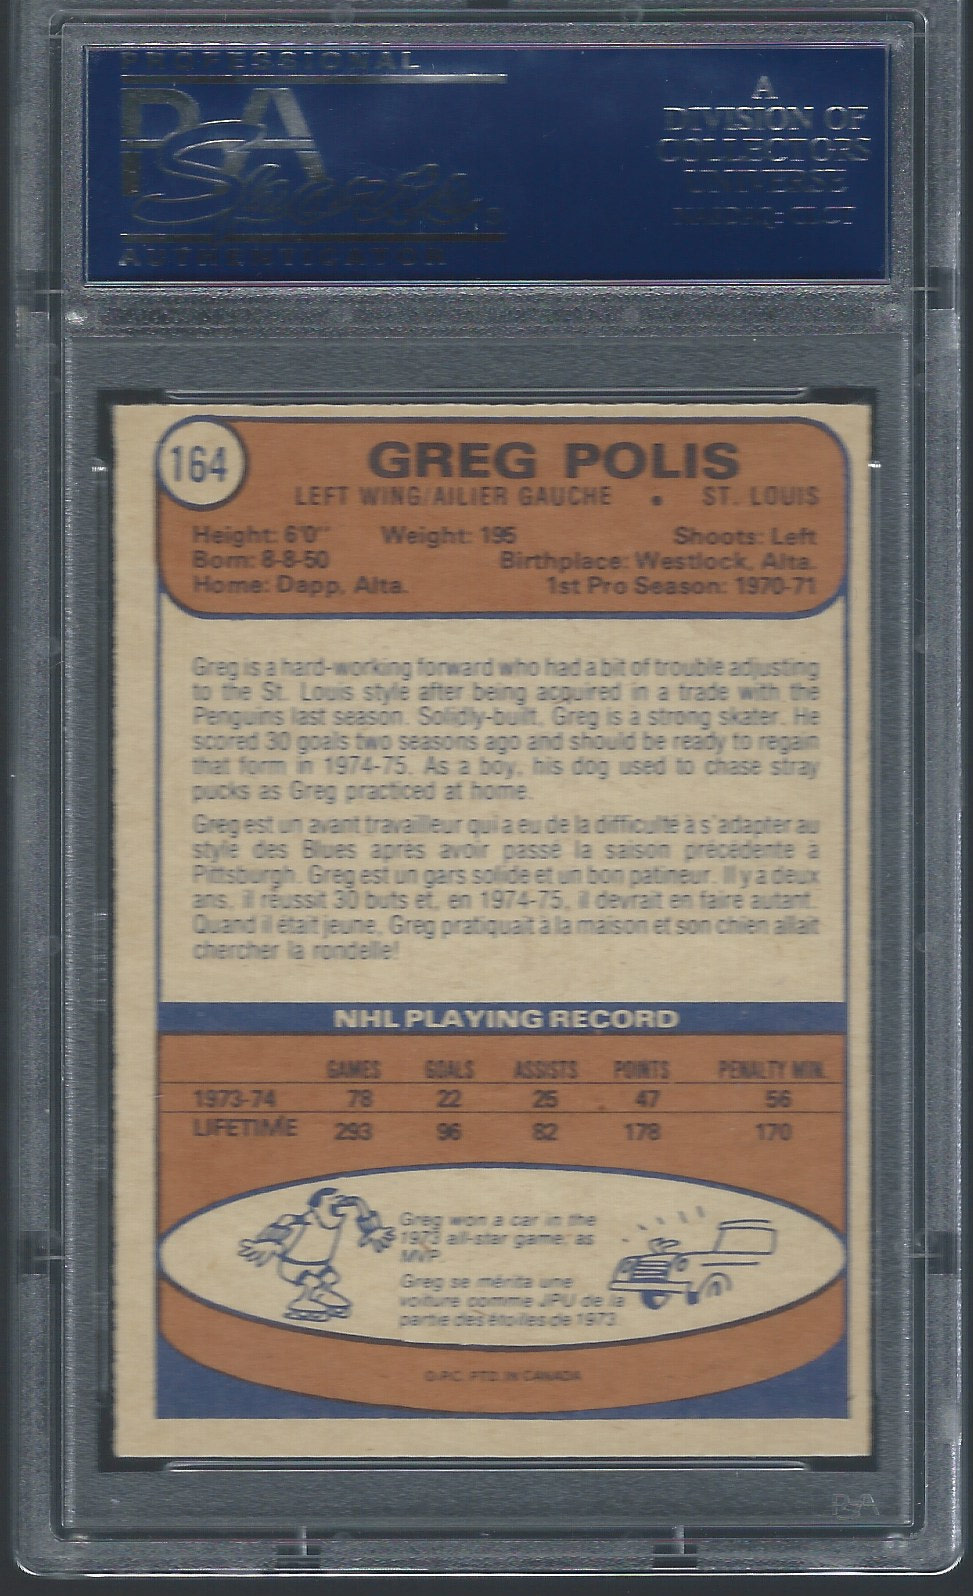 PROFESSIONAL
PSA
Sports
AUTHENTICATOR
A
DIVISION OF
COLLECTORS
UNIVERSE
NASDAQ: CLCT
164
GREG POLIS
LEFT WING/AILIER GAUCHE • ST. LOUIS
Height: 6'0" Weight: 195 Shoots: Left
Born: 8-8-50 Birthplace: Westlock, Alta.
Home: Dapp, Alta. 1st Pro Season: 1970-71
Greg is a hard-working forward who had a bit of trouble adjusting
to the St. Louis style after being acquired in a trade with the
Penguins last season. Solidly-built, Greg is a strong skater. He
scored 30 goals two seasons ago and should be ready to regain
that form in 1974-75. As a boy, his dog used to chase stray
pucks as Greg practiced at home.
Greg est un avant travailleur qui a eu de la difficulté à s'adapter au
style des Blues après avoir passé la saison précédente à
Pittsburgh. Greg est un gars solide et un bon patineur. Il y a deux
ans, il réussit 30 buts et, en 1974-75, il devrait en faire autant.
Quand il était jeune, Greg pratiquait à la maison et son chien allait
chercher la rondelle!
NHL PLAYING RECORD
GAMES GOALS ASSISTS POINTS PENALTY MIN.
1973-74 78 22 25 47 56
LIFETIME 293 96 82 178 170
Greg won a car in the
1973 all-star game, as
MVP.
Greg se mérita une
voiture comme JPU de la
partie des étoiles de 1973.
O.P.C. PTD. IN CANADA
PSA